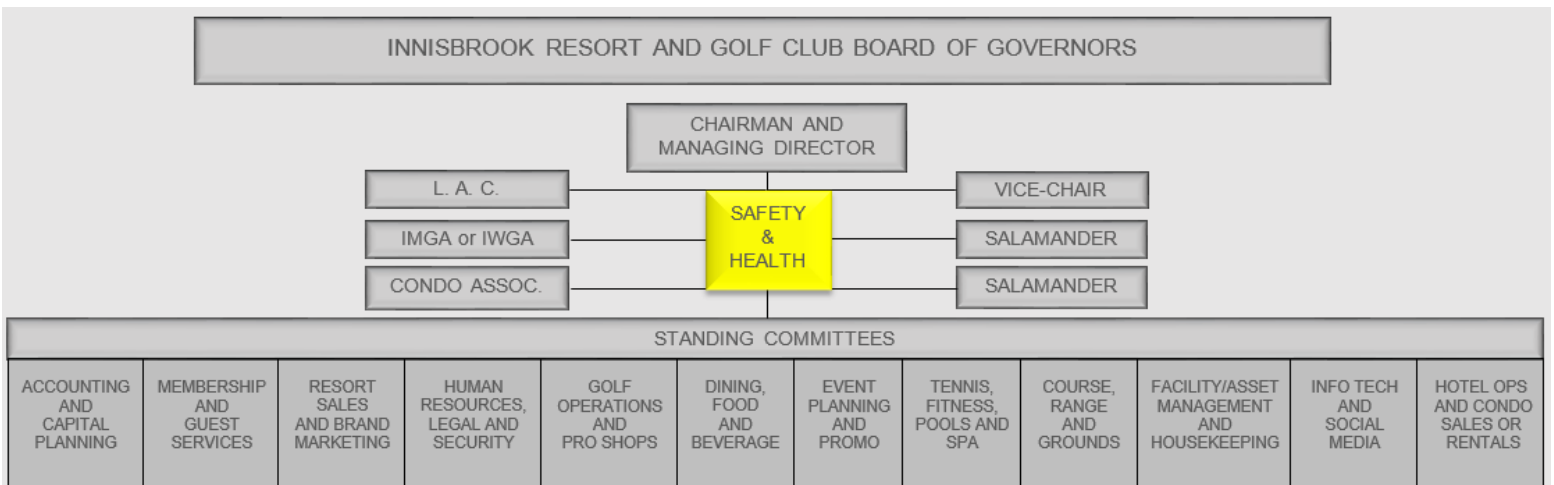 INNISBROOK RESORT AND GOLF CLUB BOARD OF GOVERNORS
CHAIRMAN AND
MANAGING DIRECTOR
L. A. C.
VICE-CHAIR
SAFETY
&
HEALTH
IMGA or IWGA
SALAMANDER
CONDO ASSOC.
SALAMANDER
STANDING COMMITTEES
ACCOUNTING
AND
CAPITAL
PLANNING
MEMBERSHIP
AND
GUEST
SERVICES
RESORT
SALES
AND BRAND
MARKETING
HUMAN
RESOURCES,
LEGAL AND
SECURITY
GOLF
OPERATIONS
AND
PRO SHOPS
DINING,
FOOD
AND
BEVERAGE
EVENT
PLANNING
AND
PROMO
TENNIS,
FITNESS,
POOLS AND
SPA
COURSE,
RANGE
AND
GROUNDS
FACILITY/ASSET
MANAGEMENT
AND
HOUSEKEEPING
INFO TECH
AND
SOCIAL
MEDIA
HOTEL OPS
AND CONDO
SALES OR
RENTALS